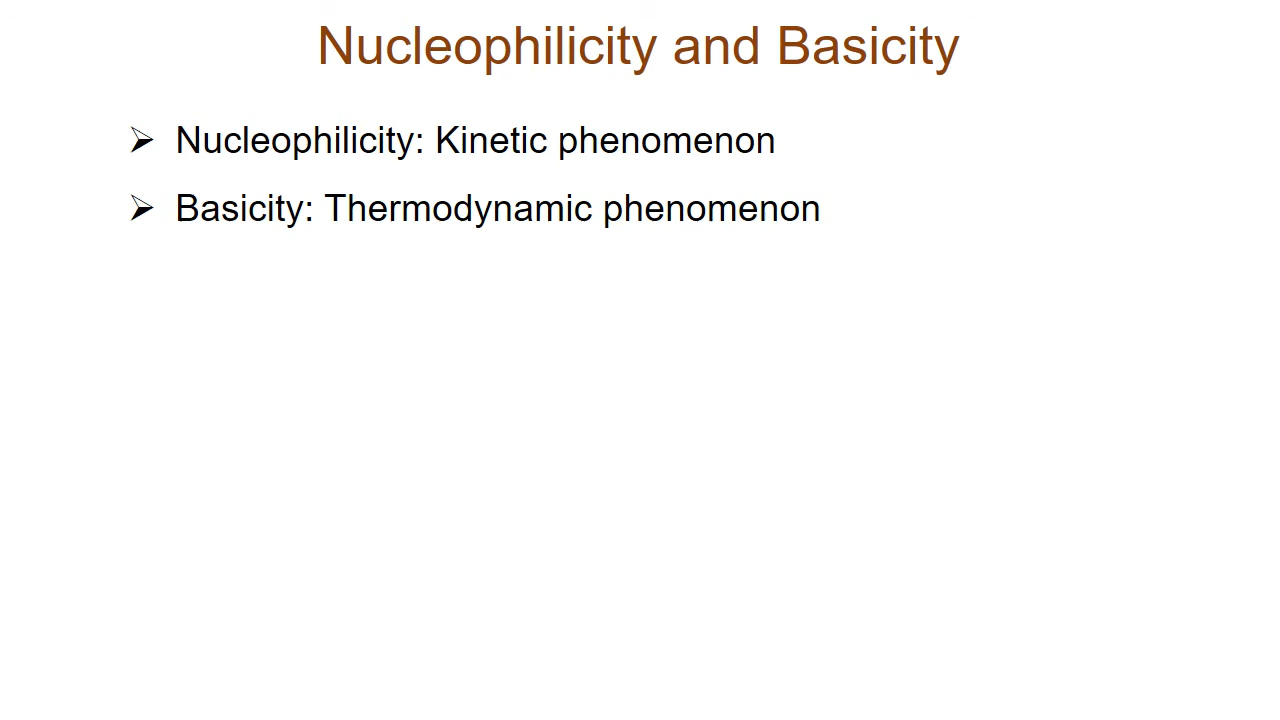 Nucleophilicity and Basicity
➢ Nucleophilicity: Kinetic phenomenon
➢ Basicity: Thermodynamic phenomenon